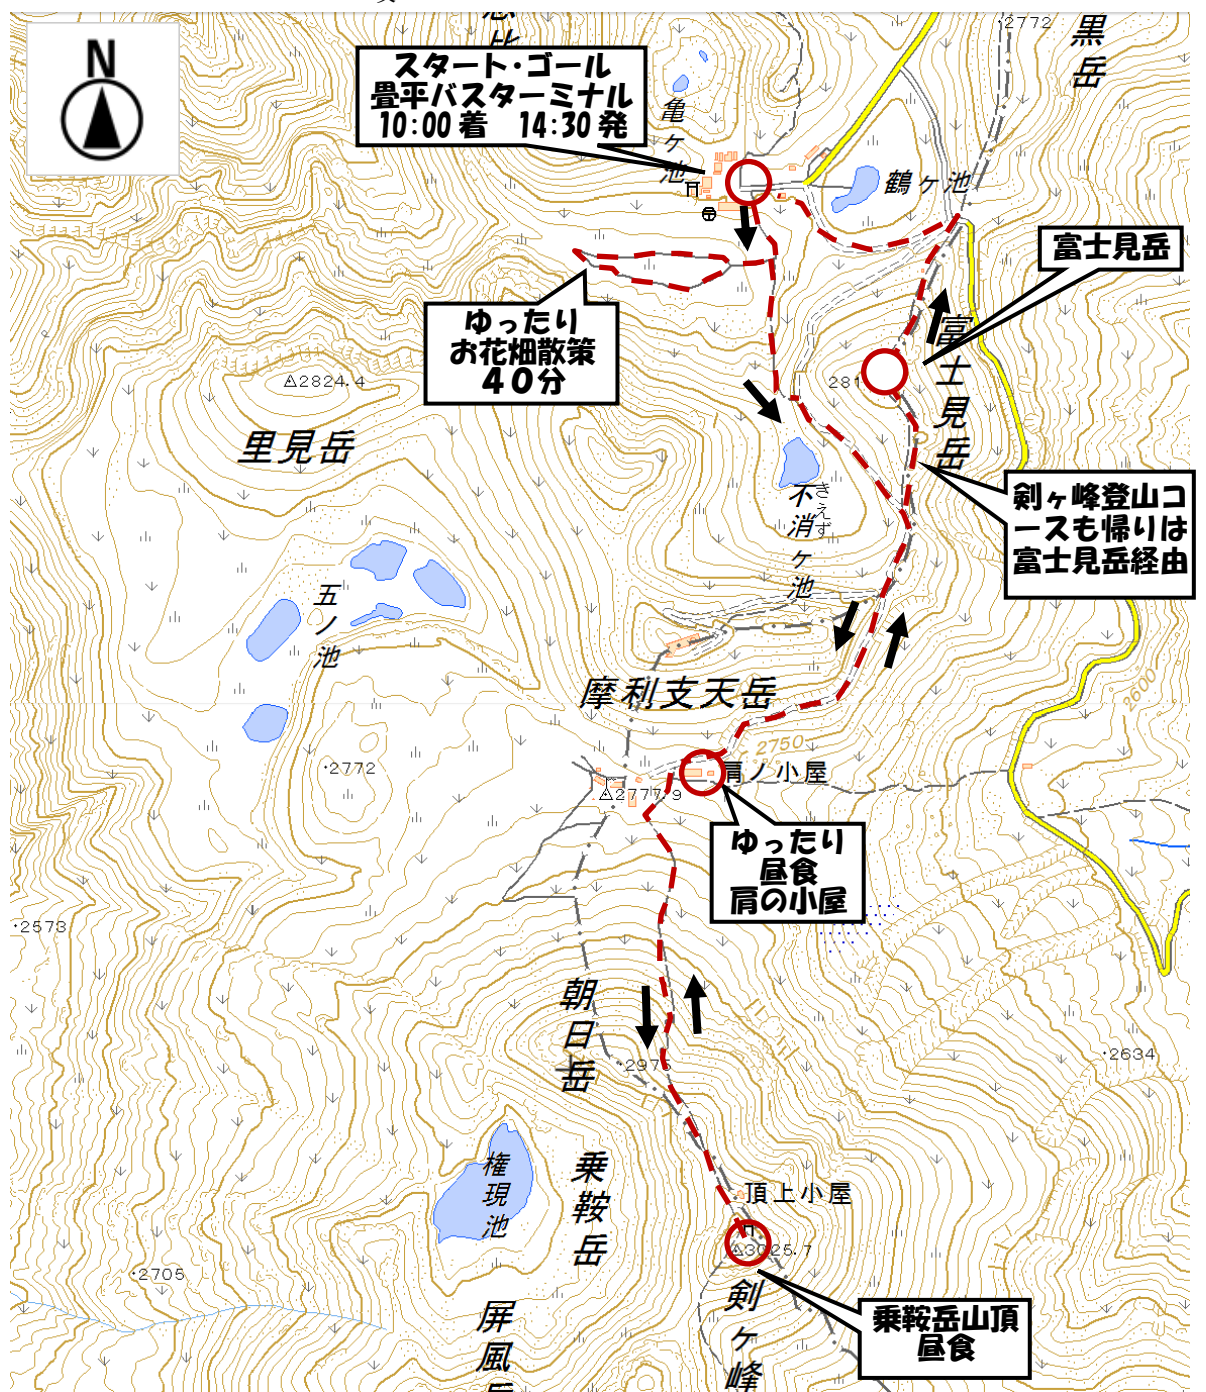 N
スタート・ゴール
畳平バスターミナル
10:00着　14:30発
亀ヶ池
鶴ヶ池
2772
黒岳
富士見岳
ゆったり
お花畑散策
40分
2824.4
里見岳
281
富士見岳
不消ヶ池
きえず
剣ヶ峰登山コ
ースも帰りは
富士見岳経由
五ノ池
摩利支天岳
2600
2750
2772
肩ノ小屋
2777.9
ゆったり
昼食
肩の小屋
2573
朝日岳
2975
2634
権現池
乗鞍岳
頂上小屋
3025.7
2705
剣ヶ峰
屏風
乗鞍岳山頂
昼食